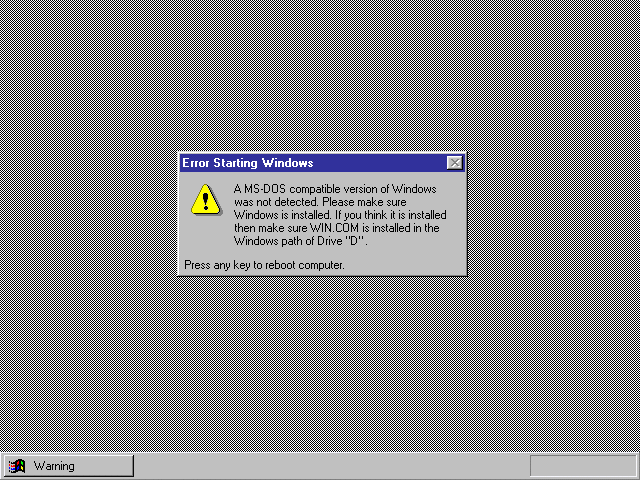 Error Starting Windows
A MS-DOS compatible version of Windows
was not detected. Please make sure
Windows is installed. If you think it is installed
then make sure WIN.COM is installed in the
Windows path of Drive "D".
Press any key to reboot computer.
Warning